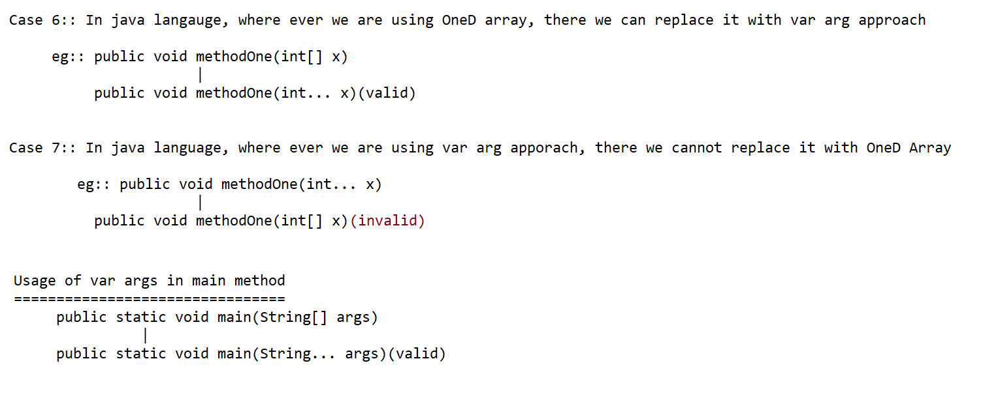 Case 6:: In java langauge, where ever we are using OneD array, there we can replace it with var arg approach
eg:: public void methodOne(int[] x)
|
public void methodOne(int... x)(valid)
Case 7:: In java language, where ever we are using var arg apporach, there we cannot replace it with OneD Array
eg:: public void methodOne(int... x)
|
public void methodOne(int[] x)(invalid)
Usage of var args in main method
================================
public static void main(String[] args)
|
public static void main(String... args)(valid)